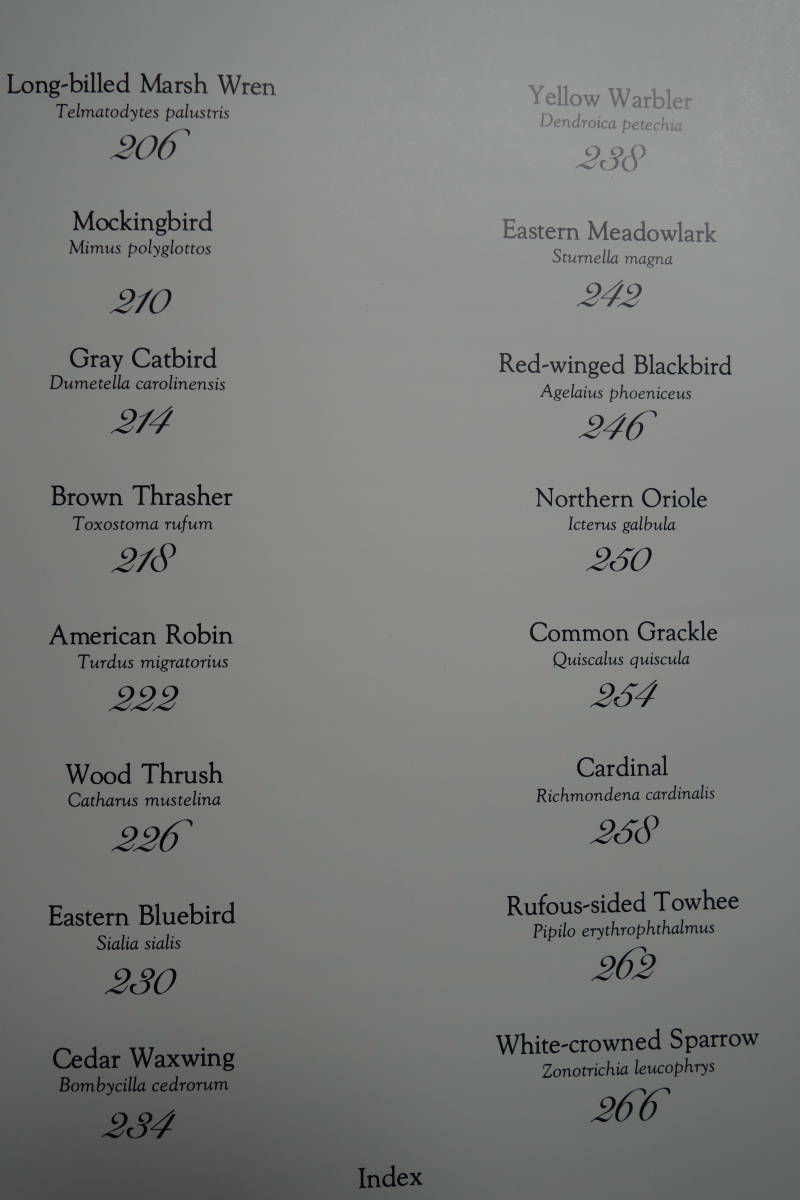 Long-billed Marsh Wren
Telmatodytes palustris
206
Mockingbird
Mimus polyglottos
210
Gray Catbird
Dumetella carolinensis
214
Brown Thrasher
Toxostoma rufum
218
American Robin
Turdus migratorius
222
Wood Thrush
Catharus mustelina
226
Eastern Bluebird
Sialia sialis
230
Cedar Waxwing
Bombycilla cedrorum
234
Yellow Warbler
Dendroica petechia
238
Eastern Meadowlark
Sturnella magna
242
Red-winged Blackbird
Agelaius phoeniceus
246
Northern Oriole
Icterus galbula
250
Common Grackle
Quiscalus quiscula
254
Cardinal
Richmondena cardinalis
258
Rufous-sided Towhee
Pipilo erythrophthalmus
262
White-crowned Sparrow
Zonotrichia leucophrys
266
Index